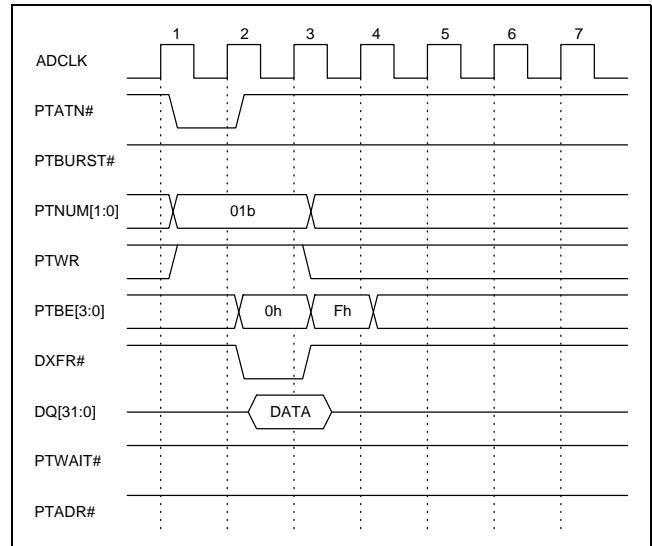 1 2 3 4 5 6 7
ADCLK
PTATN#
PTBURST#
PTNUM[1:0] 01b
PTWR
PTBE[3:0] 0h Fh
DXFR#
DQ[31:0] DATA
PTWAIT#
PTADR#